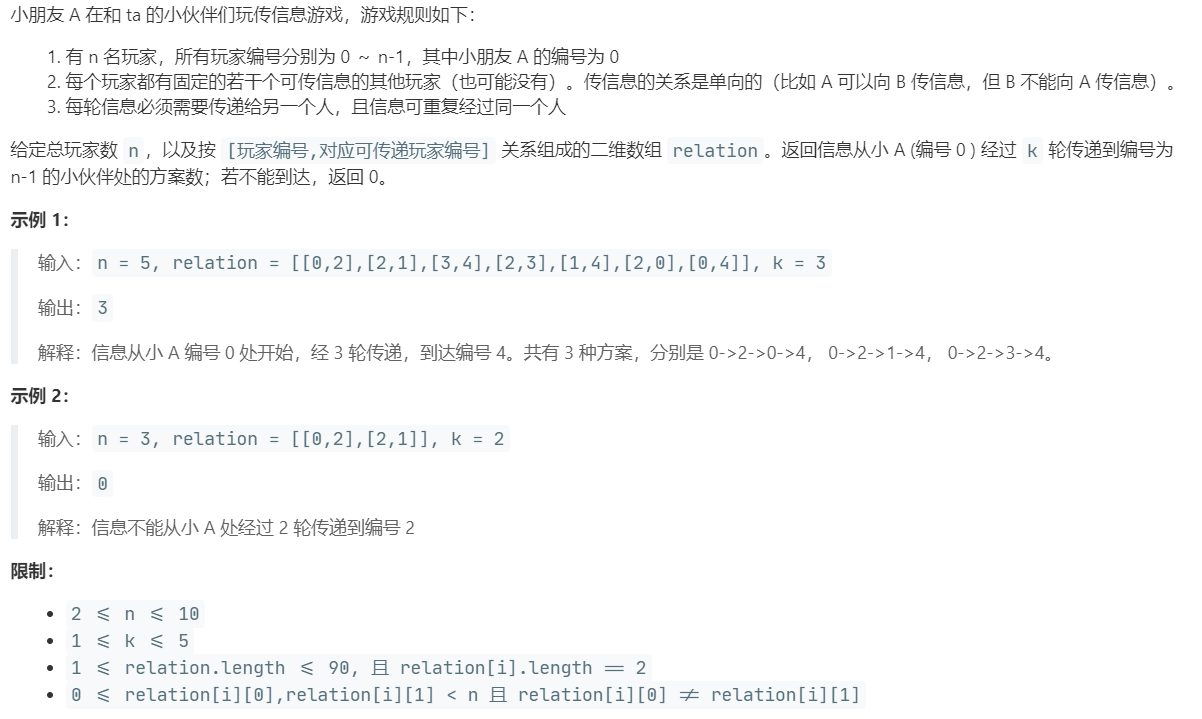 小朋友 A 在和 ta 的小伙伴们玩传信息游戏，游戏规则如下：
1. 有 n 名玩家，所有玩家编号分别为 0 ～ n-1，其中小朋友 A 的编号为 0
2. 每个玩家都有固定的若干个可传信息的其他玩家（也可能没有）。传信息的关系是单向的（比如 A 可以向 B 传信息，但 B 不能向 A 传信息）。
3. 每轮信息必须需要传递给另一个人，且信息可重复经过同一个人
给定总玩家数 n，以及按 [玩家编号,对应可传递玩家编号] 关系组成的二维数组 relation。返回信息从小 A (编号 0 ) 经过 k 轮传递到编号为
n-1 的小伙伴处的方案数；若不能到达，返回 0。
示例 1：
输入：n = 5, relation = [[0,2],[2,1],[3,4],[2,3],[1,4],[2,0],[0,4]], k = 3
输出：3
解释：信息从小 A 编号 0 处开始，经 3 轮传递，到达编号 4。共有 3 种方案，分别是 0->2->0->4， 0->2->1->4， 0->2->3->4。
示例 2：
输入：n = 3, relation = [[0,2],[2,1]], k = 2
输出：0
解释：信息不能从小 A 处经过 2 轮传递到编号 2
限制：
• 2 <= n <= 10
• 1 <= k <= 5
• 1 <= relation.length <= 90, 且 relation[i].length == 2
• 0 <= relation[i][0],relation[i][1] < n 且 relation[i][0] != relation[i][1]